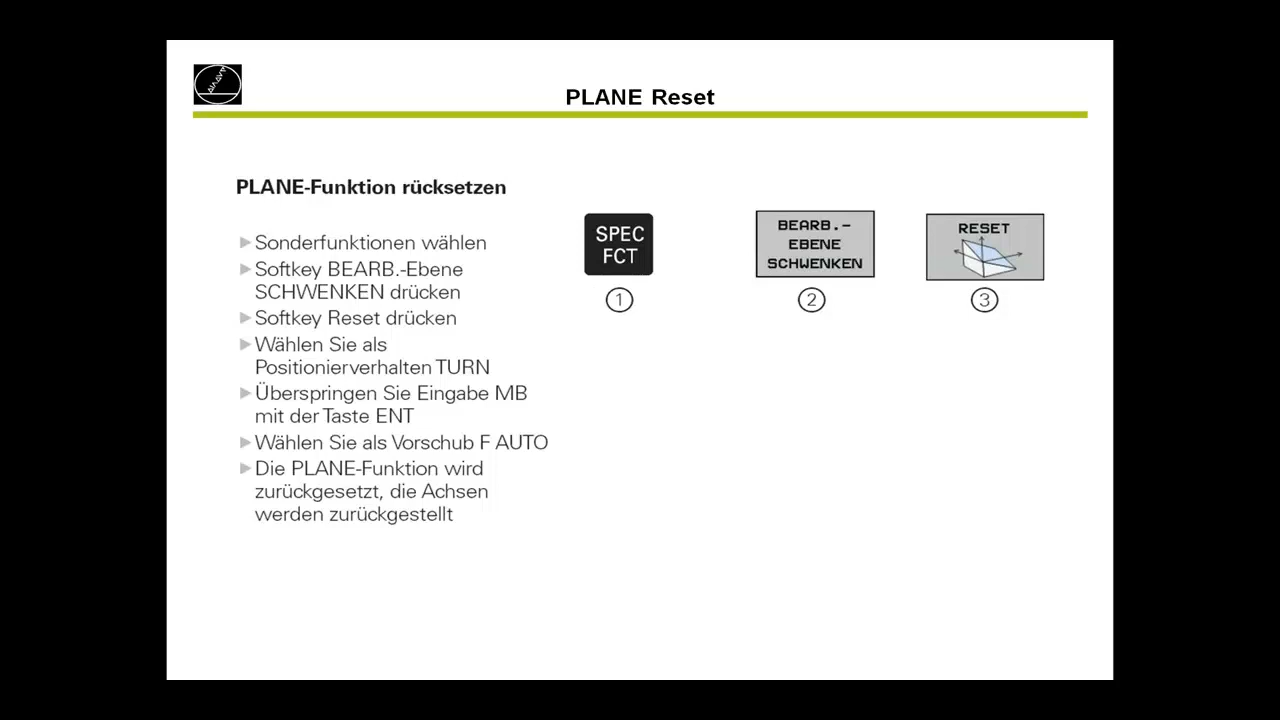 PLANE Reset
PLANE-Funktion rücksetzen
Sonderfunktionen wählen
Softkey BEARB.-Ebene
SCHWENKEN drücken
Softkey Reset drücken
Wählen Sie als
Positionierverhalten TURN
Überspringen Sie Eingabe MB
mit der Taste ENT
Wählen Sie als Vorschub F AUTO
Die PLANE-Funktion wird
zurückgesetzt, die Achsen
werden zurückgestellt
SPEC
FCT
1
BEARB.-
EBENE
SCHWENKEN
2
RESET
3